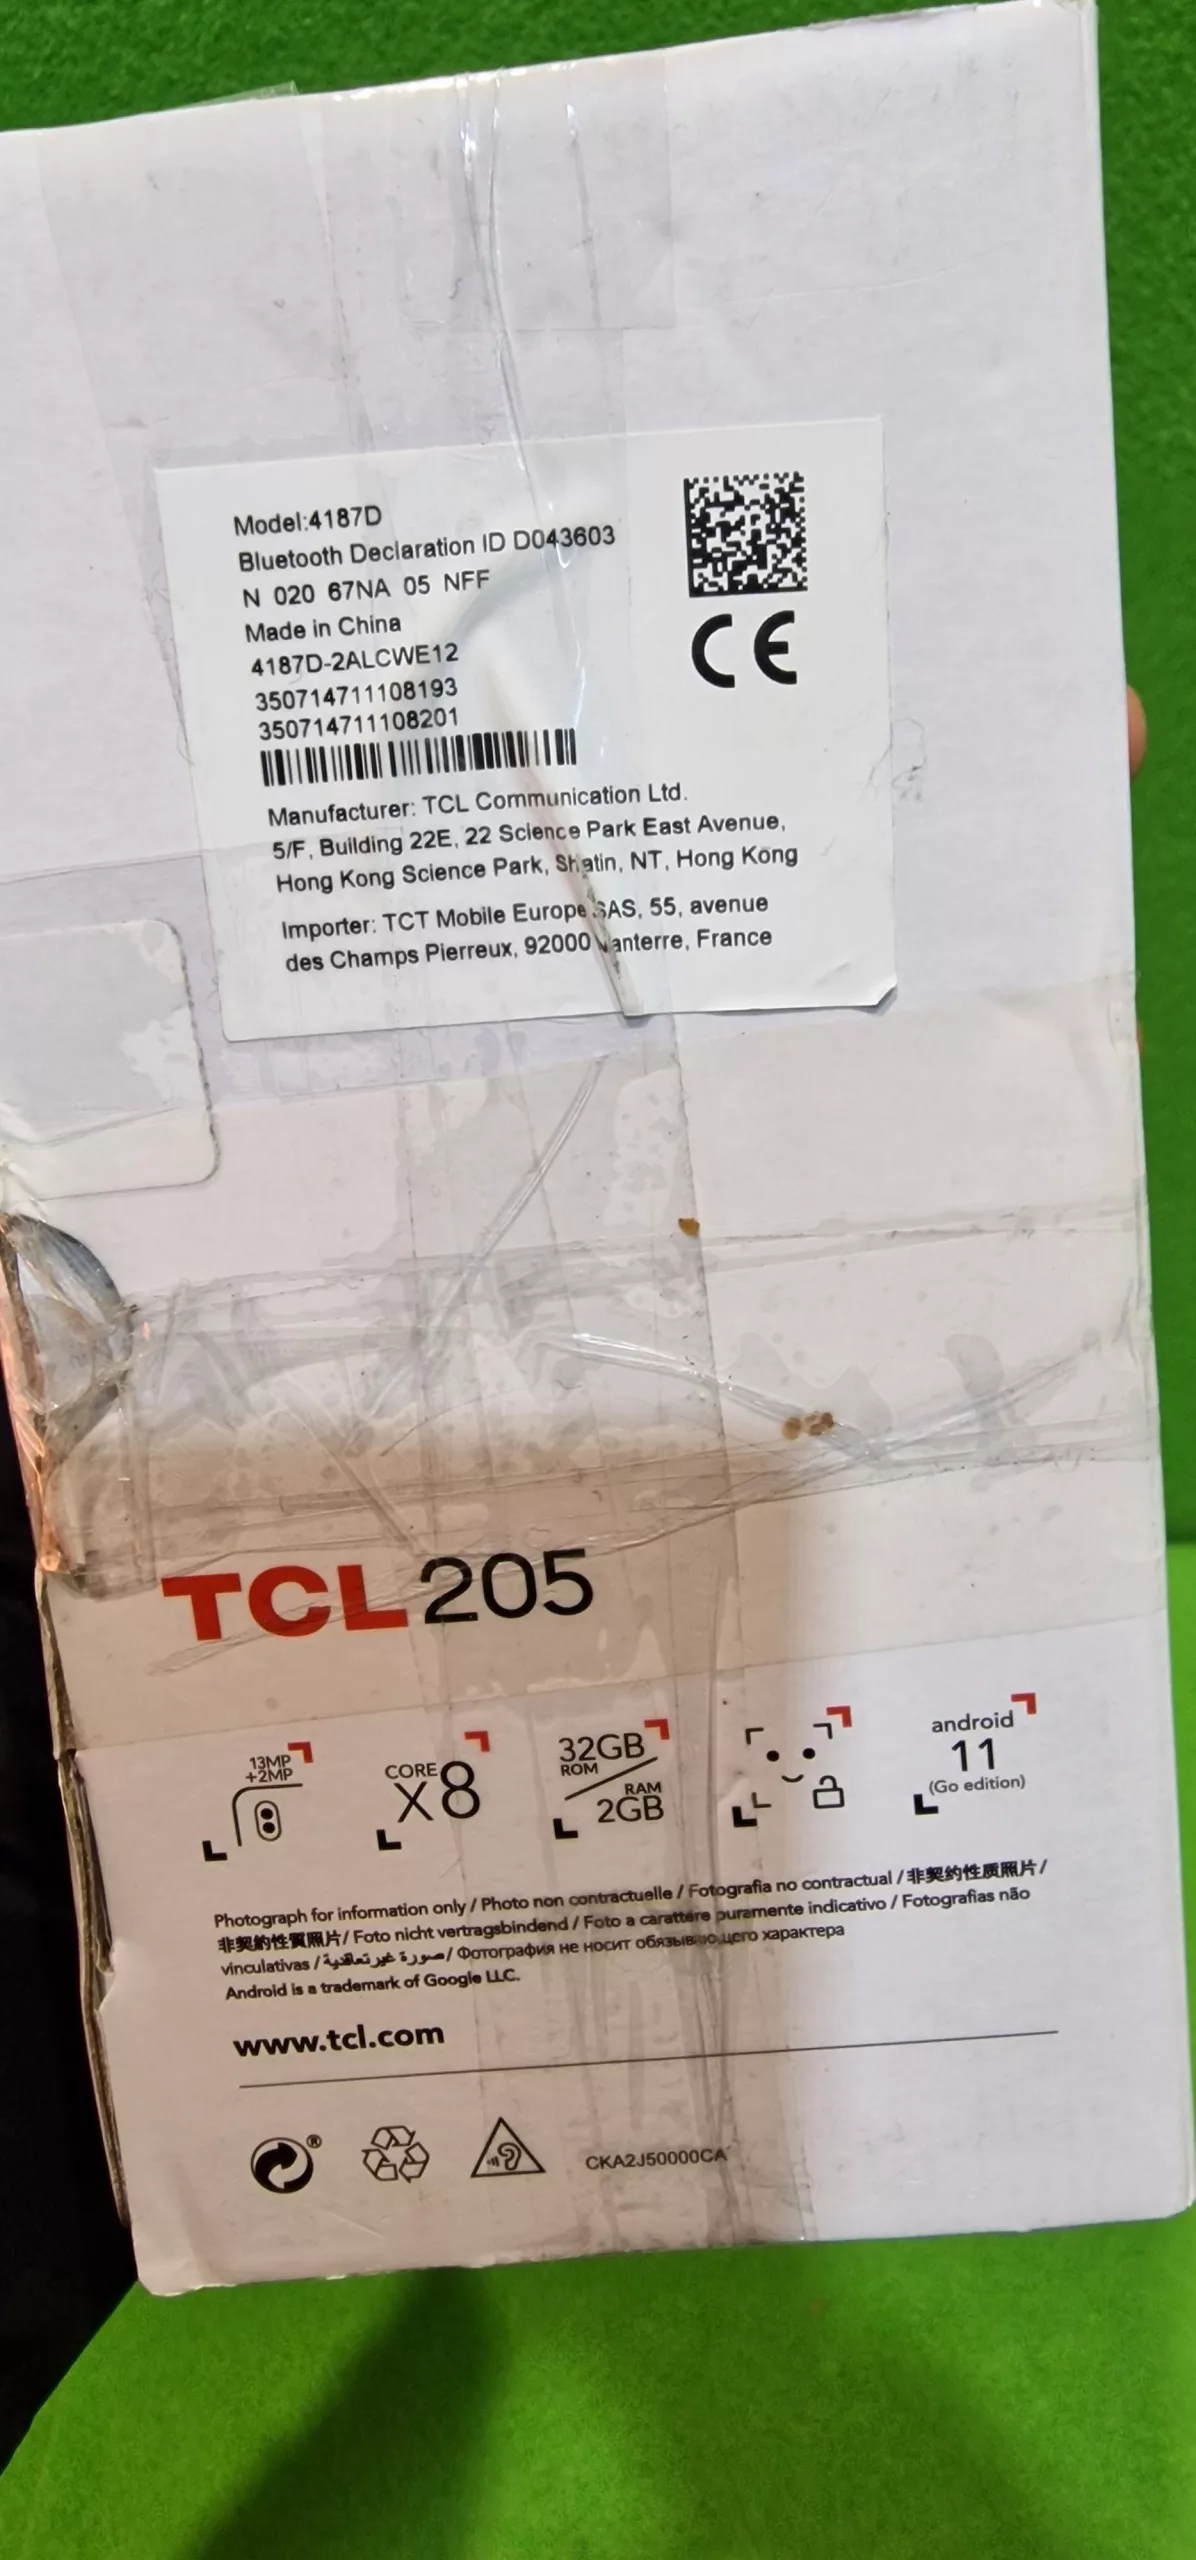 Model:4187D
Bluetooth Declaration ID D043603
N 020 67NA 05 NFF
Made in China
4187D-2ALCWE12
350714711108193
350714711108201
CE
Manufacturer: TCL Communication Ltd.
5/F, Building 22E, 22 Science Park East Avenue,
Hong Kong Science Park, Shatin, NT, Hong Kong
Importer: TCT Mobile Europe SAS, 55, avenue
des Champs Pierreux, 92000 Nanterre, France
TCL 205
13MP
+2MP
CORE
x8
32GB
ROM
RAM
2GB
android
11
(Go edition)
Photograph for information only / Photo non contractuelle / Fotografia no contractual / 非契约性质照片 /
非契約性質照片 / Foto nicht vertragsbindend / Foto a carattere puramente indicativo / Fotografias não
vinculativas / صورة غير تعاقدية / Фотография не носит обязывающего характера
Android is a trademark of Google LLC.
www.tcl.com
®
CKA2J50000CA